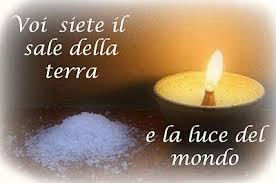 Voi siete il
sale della
terra
e la luce del
mondo